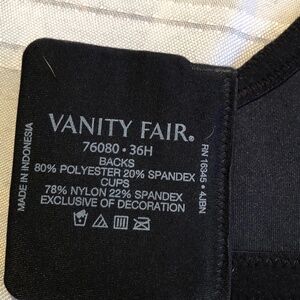 VANITY FAIR®
76080 • 36H
BACKS
80% POLYESTER 20% SPANDEX
CUPS
78% NYLON 22% SPANDEX
EXCLUSIVE OF DECORATION
MADE IN INDONESIA
RN 16345 • 4JBN